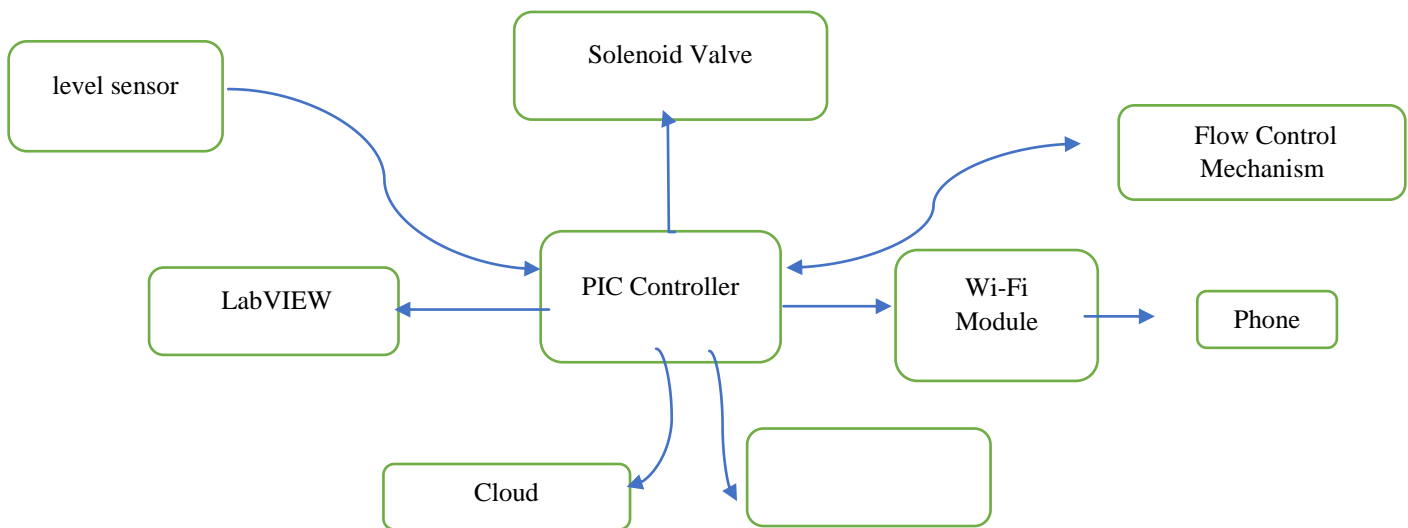 Solenoid Valve
level sensor
Flow Control
Mechanism
PIC Controller
LabVIEW
Wi-Fi
Module
Phone
Cloud